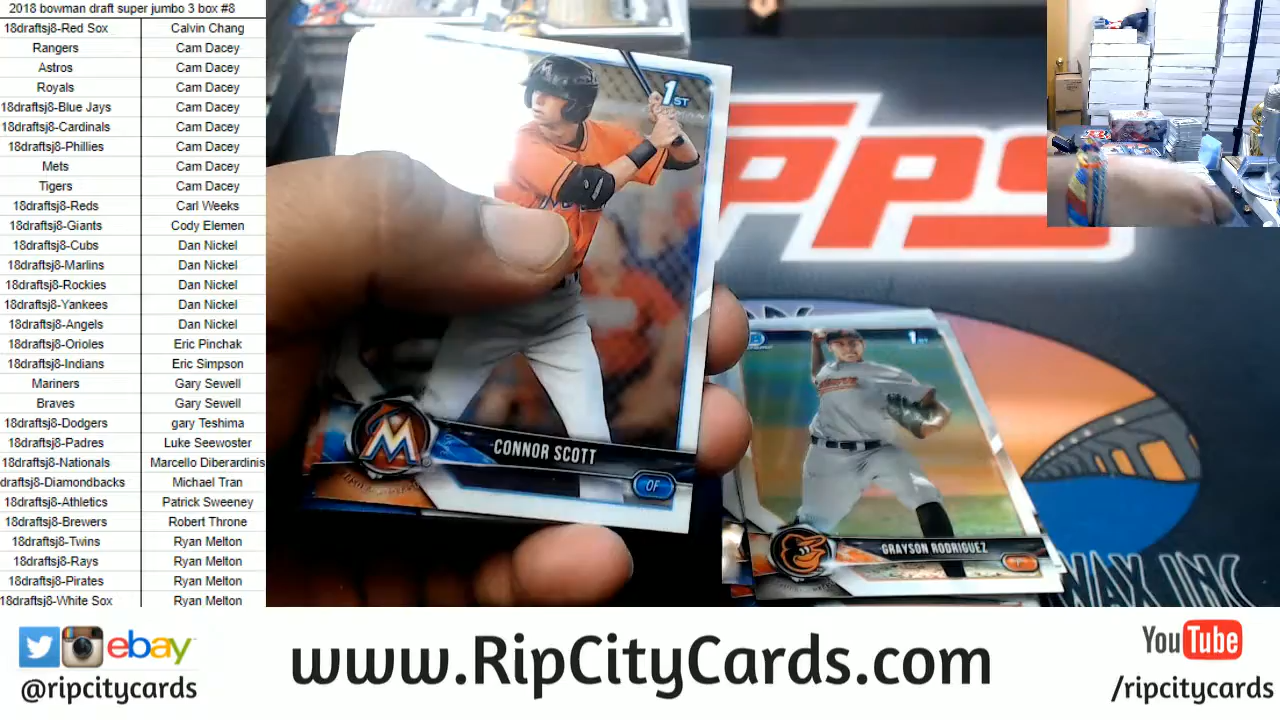 2018 bowman draft super jumbo 3 box #8
18draftsj8-Red Sox Calvin Chang
Rangers Cam Dacey
Astros Cam Dacey
Royals Cam Dacey
18draftsj8-Blue Jays Cam Dacey
18draftsj8-Cardinals Cam Dacey
18draftsj8-Phillies Cam Dacey
Mets Cam Dacey
Tigers Cam Dacey
18draftsj8-Reds Carl Weeks
18draftsj8-Giants Cody Elemen
18draftsj8-Cubs Dan Nickel
18draftsj8-Marlins Dan Nickel
18draftsj8-Rockies Dan Nickel
18draftsj8-Yankees Dan Nickel
18draftsj8-Angels Dan Nickel
18draftsj8-Orioles Eric Pinchak
18draftsj8-Indians Eric Simpson
Mariners Gary Sewell
Braves Gary Sewell
18draftsj8-Dodgers gary Teshima
18draftsj8-Padres Luke Seewoster
18draftsj8-Nationals Marcello Diberardinis
draftsj8-Diamondbacks Michael Tran
18draftsj8-Athletics Patrick Sweeney
18draftsj8-Brewers Robert Throne
18draftsj8-Twins Ryan Melton
18draftsj8-Rays Ryan Melton
18draftsj8-Pirates Ryan Melton
18draftsj8-White Sox Ryan Melton
1ST
M
CONNOR SCOTT
OF
PPS
1ST
GRAYSON RODRIGUEZ
P
WAX INC
ebay
@ripcitycards
www.RipCityCards.com
YouTube
/ripcitycards